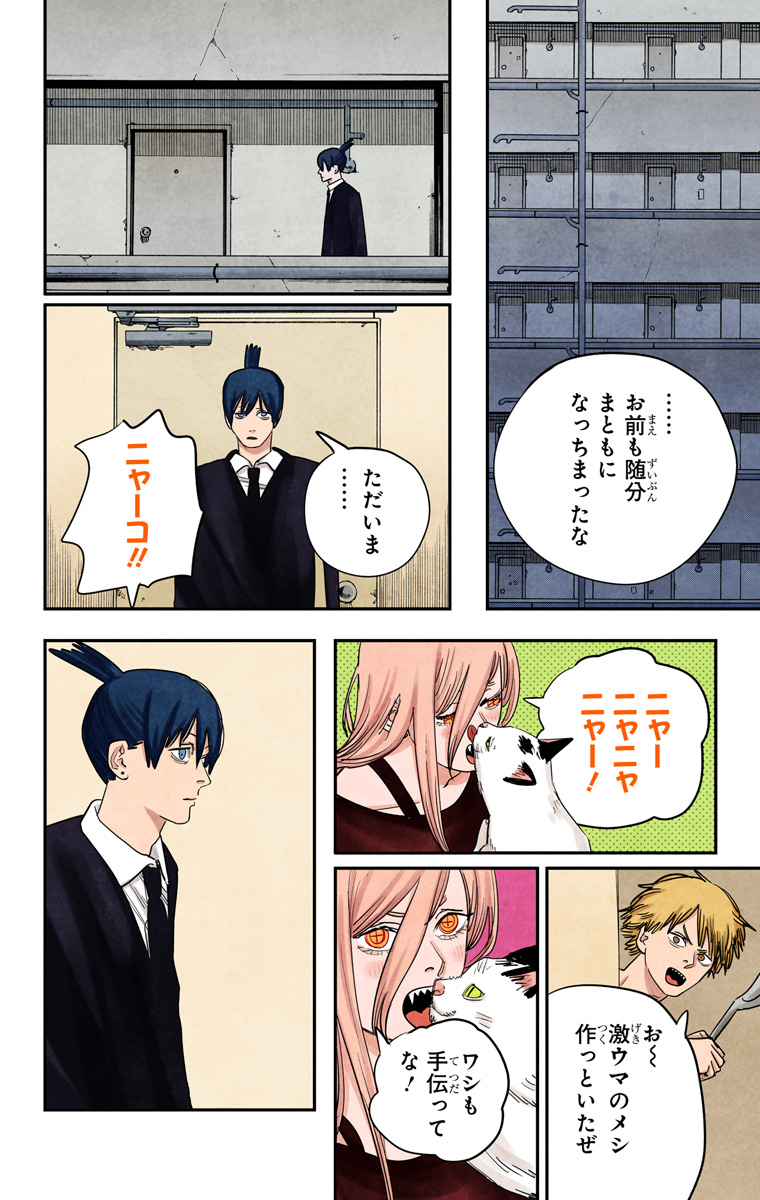 ……
お前も随分
まともに
なっちまったな
ただいま
……
ニャーコ!!
ニャー
ニャニャ
ニャー!
お〜
激ウマのメシ
作っといたぜ
ワシも
手伝って
な!